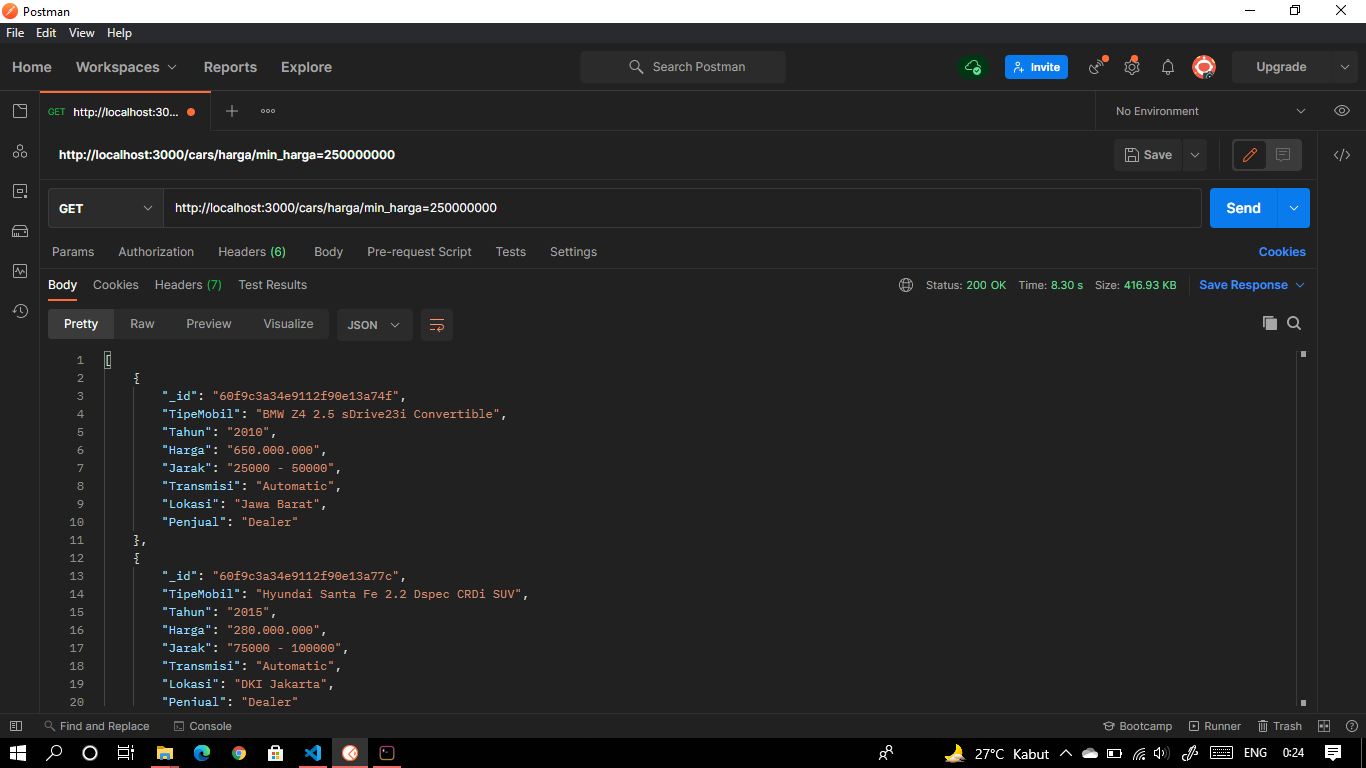 Postman
File Edit View Help
Home Workspaces Reports Explore Search Postman Invite Upgrade
GET http://localhost:30... No Environment
http://localhost:3000/cars/harga/min_harga=250000000 Save
GET http://localhost:3000/cars/harga/min_harga=250000000 Send
Params Authorization Headers (6) Body Pre-request Script Tests Settings Cookies
Body Cookies Headers (7) Test Results Status: 200 OK Time: 8.30 s Size: 416.93 KB Save Response
Pretty Raw Preview Visualize JSON
1 [
2 {
3 "_id": "60f9c3a34e9112f90e13a74f",
4 "TipeMobil": "BMW Z4 2.5 sDrive23i Convertible",
5 "Tahun": "2010",
6 "Harga": "650.000.000",
7 "Jarak": "25000 - 50000",
8 "Transmisi": "Automatic",
9 "Lokasi": "Jawa Barat",
10 "Penjual": "Dealer"
11 },
12 {
13 "_id": "60f9c3a34e9112f90e13a77c",
14 "TipeMobil": "Hyundai Santa Fe 2.2 Dspec CRDi SUV",
15 "Tahun": "2015",
16 "Harga": "280.000.000",
17 "Jarak": "75000 - 100000",
18 "Transmisi": "Automatic",
19 "Lokasi": "DKI Jakarta",
20 "Penjual": "Dealer"
Find and Replace Console Bootcamp Runner Trash
27°C Kabut ENG 0:24